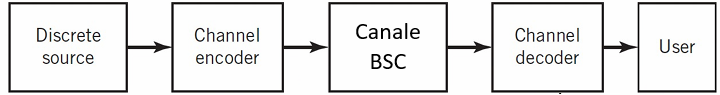 Discrete
source
Channel
encoder
Canale
BSC
Channel
decoder
User